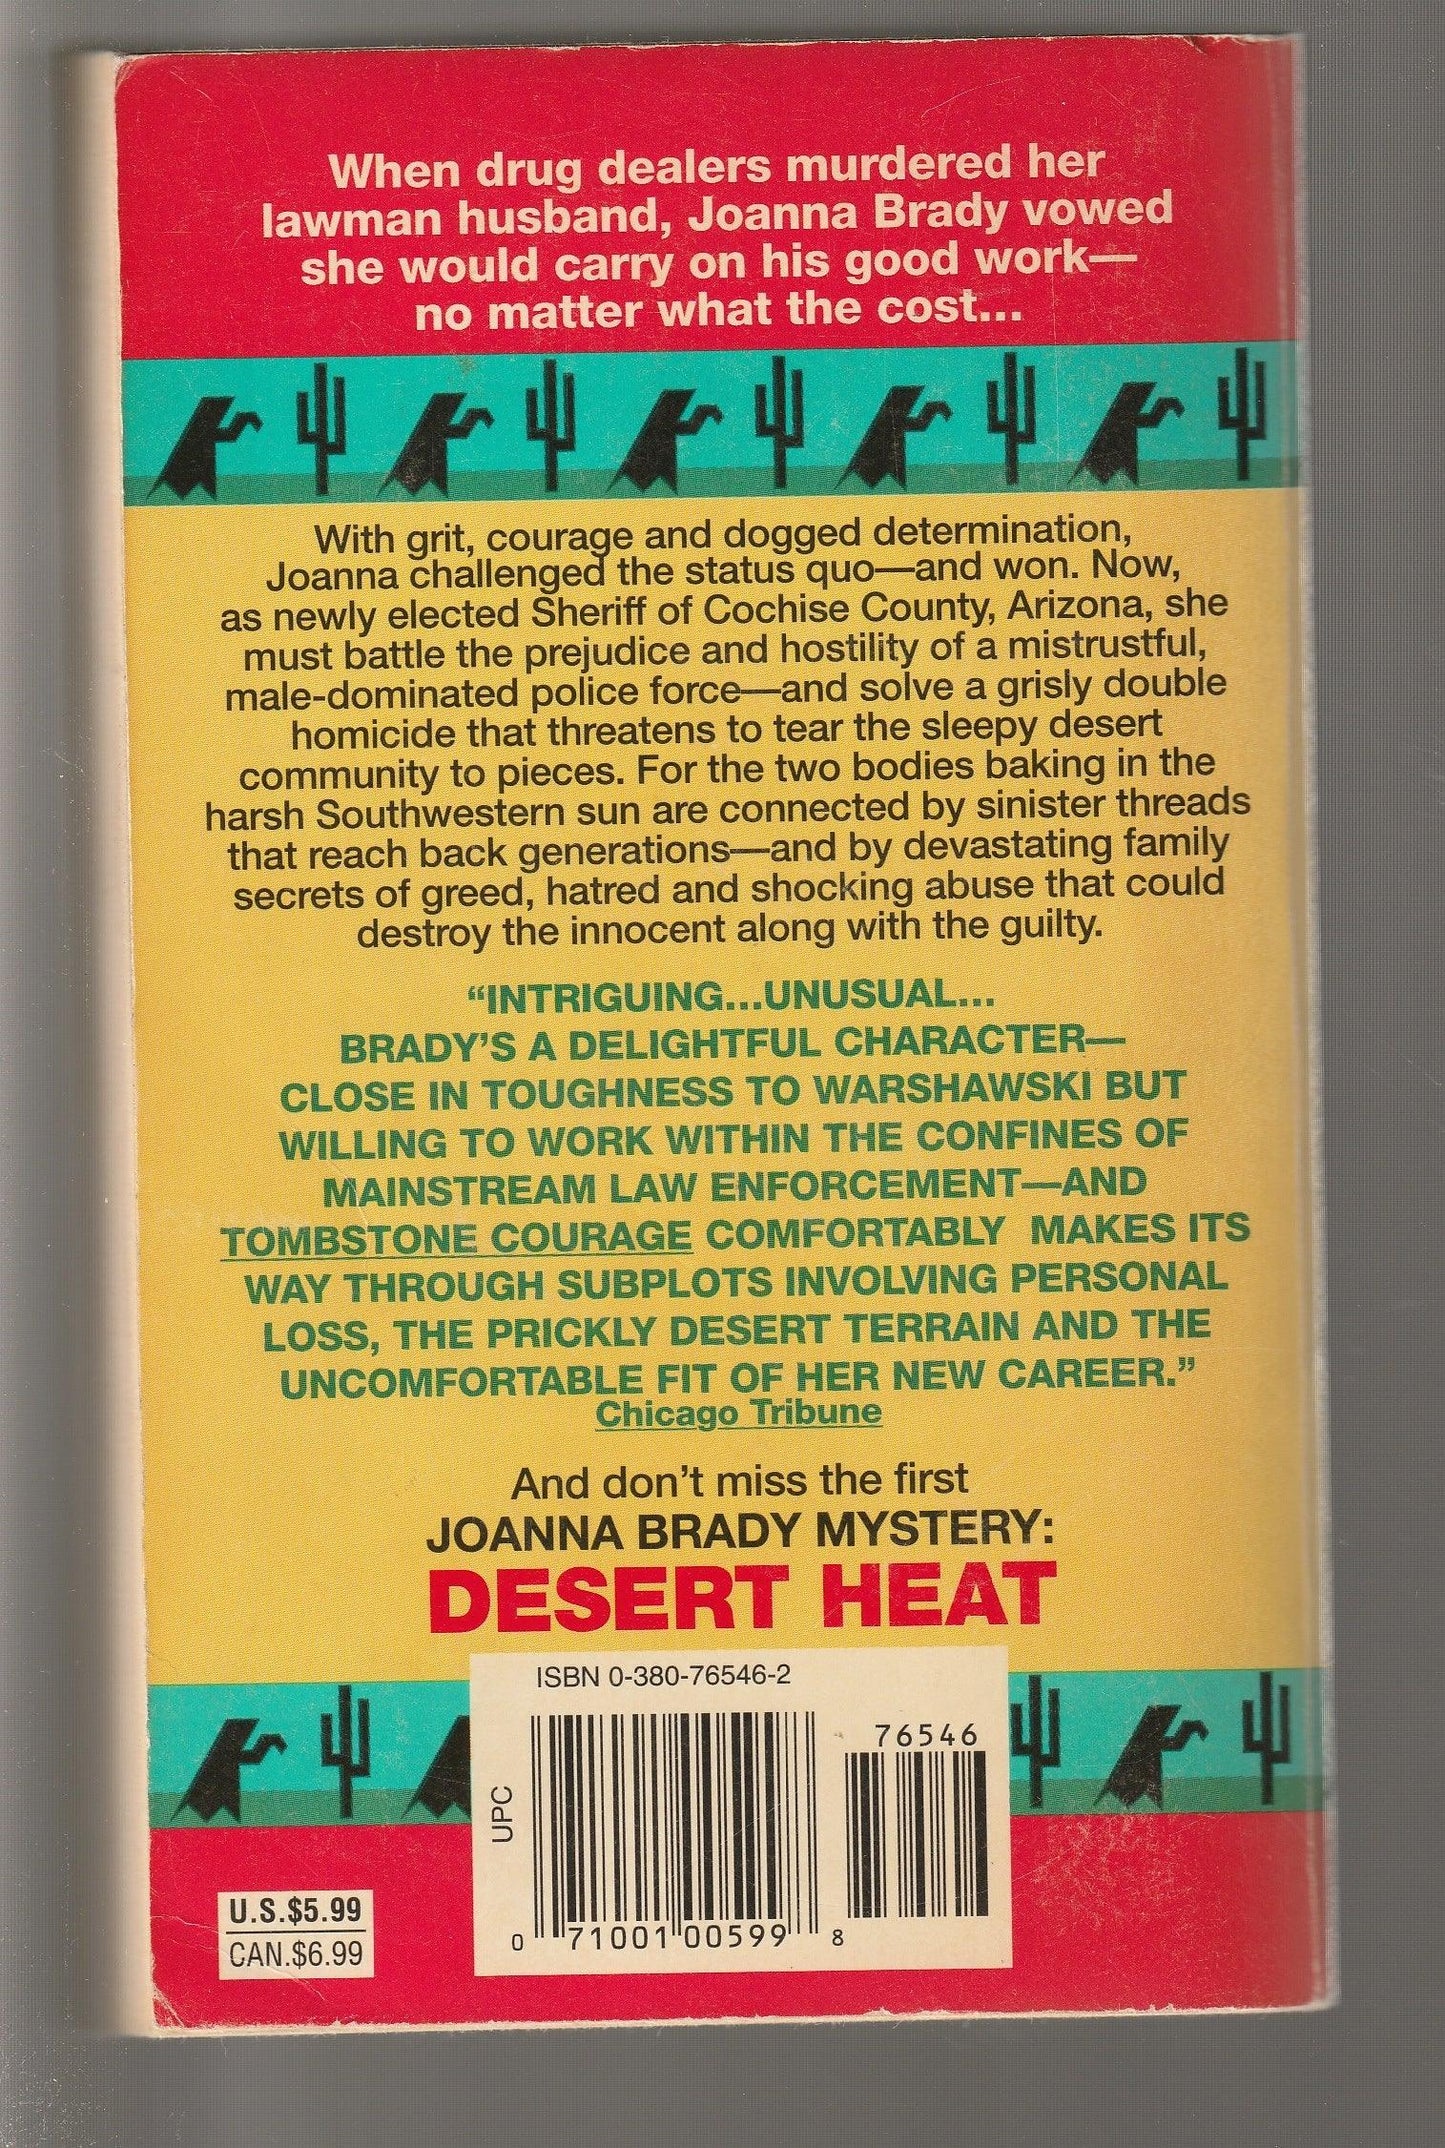 When drug dealers murdered her
lawman husband, Joanna Brady vowed
she would carry on his good work—
no matter what the cost...
With grit, courage and dogged determination,
Joanna challenged the status quo—and won. Now,
as newly elected Sheriff of Cochise County, Arizona, she
must battle the prejudice and hostility of a mistrustful,
male-dominated police force—and solve a grisly double
homicide that threatens to tear the sleepy desert
community to pieces. For the two bodies baking in the
harsh Southwestern sun are connected by sinister threads
that reach back generations—and by devastating family
secrets of greed, hatred and shocking abuse that could
destroy the innocent along with the guilty.
“INTRIGUING...UNUSUAL...
BRADY’S A DELIGHTFUL CHARACTER—
CLOSE IN TOUGHNESS TO WARSHAWSKI BUT
WILLING TO WORK WITHIN THE CONFINES OF
MAINSTREAM LAW ENFORCEMENT—AND
TOMBSTONE COURAGE COMFORTABLY MAKES ITS
WAY THROUGH SUBPLOTS INVOLVING PERSONAL
LOSS, THE PRICKLY DESERT TERRAIN AND THE
UNCOMFORTABLE FIT OF HER NEW CAREER.”
Chicago Tribune
And don’t miss the first
JOANNA BRADY MYSTERY:
DESERT HEAT
ISBN 0-380-76546-2
76546
UPC
0 71001 00599 8
U.S.$5.99
CAN.$6.99